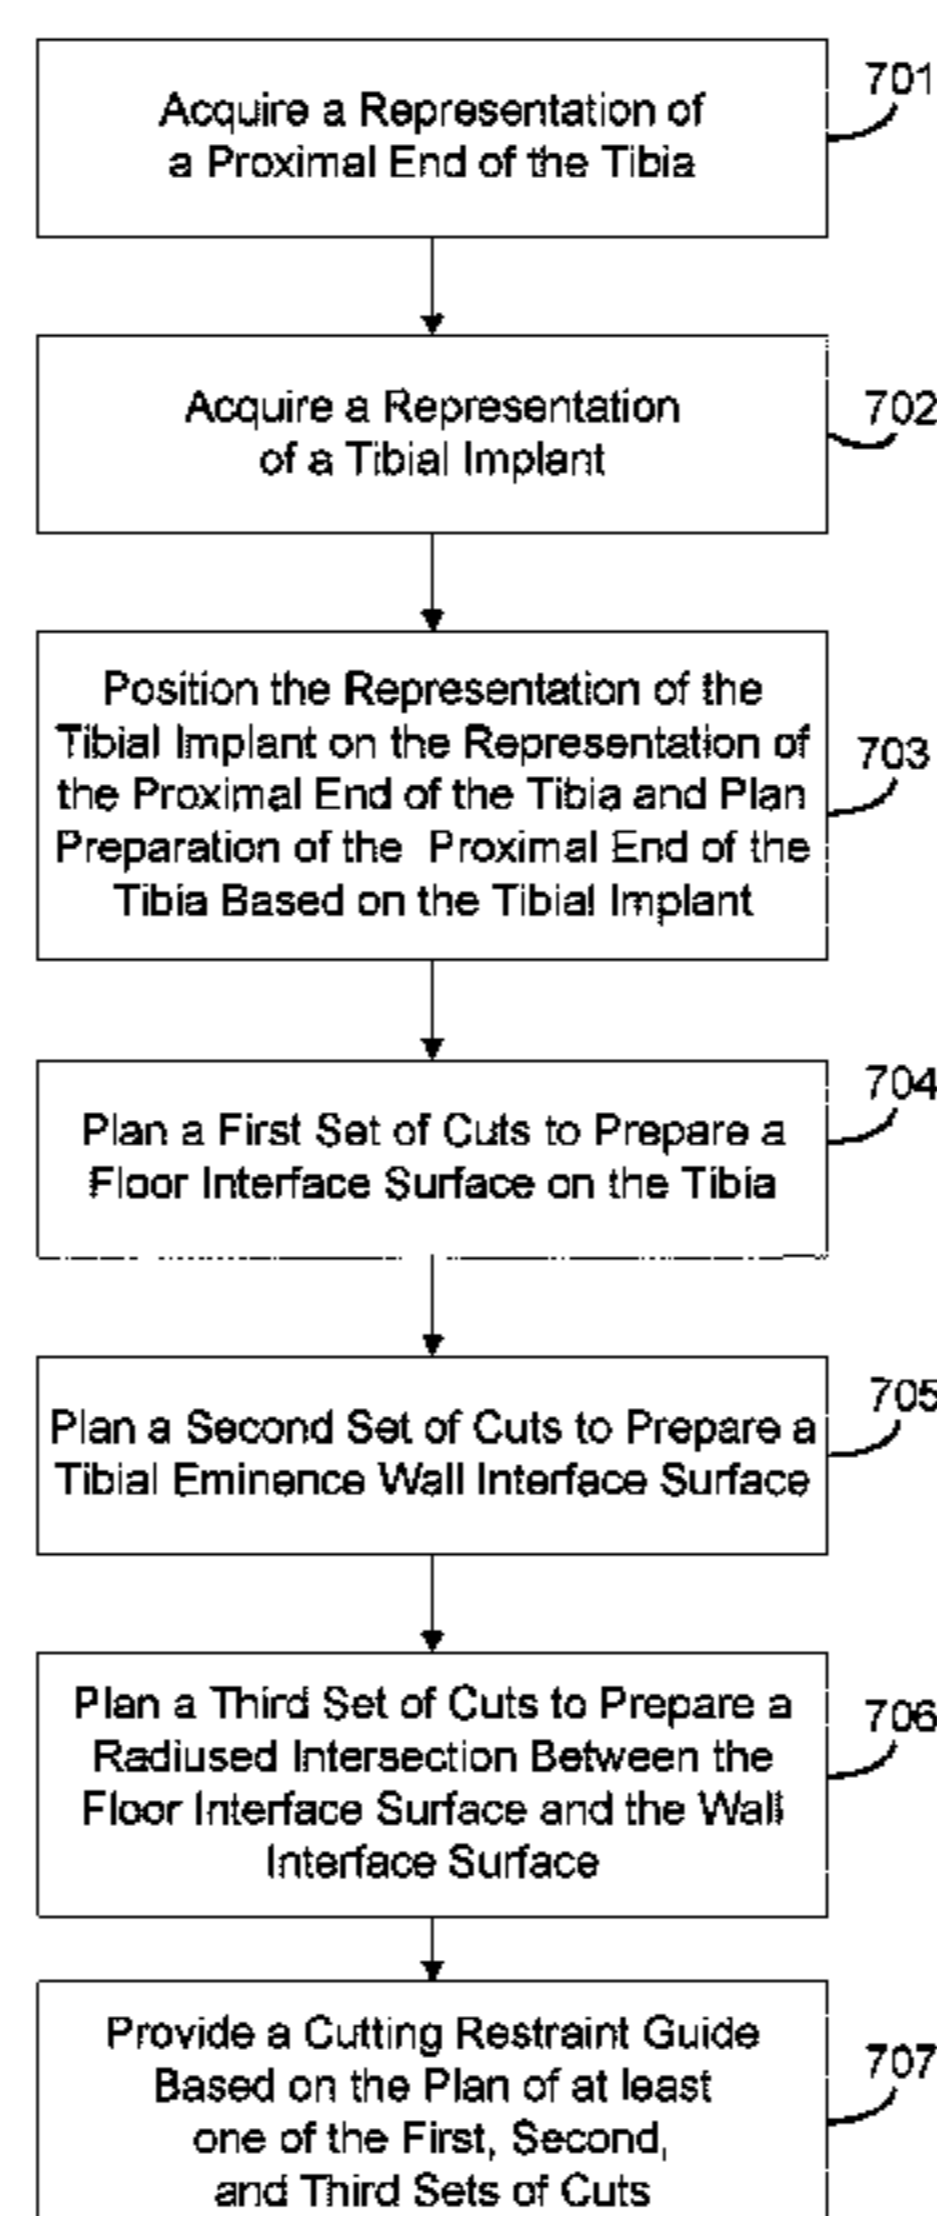 Acquire a Representation of
a Proximal End of the Tibia
701
Acquire a Representation
of a Tibial Implant
702
Position the Representation of the
Tibial Implant on the Representation of
the Proximal End of the Tibia and Plan
Preparation of the Proximal End of the
Tibia Based on the Tibial Implant
703
Plan a First Set of Cuts to Prepare a
Floor Interface Surface on the Tibia
704
Plan a Second Set of Cuts to Prepare a
Tibial Eminence Wall Interface Surface
705
Plan a Third Set of Cuts to Prepare a
Radiused Intersection Between the
Floor Interface Surface and the Wall
Interface Surface
706
Provide a Cutting Restraint Guide
Based on the Plan of at least
one of the First, Second,
and Third Sets of Cuts
707